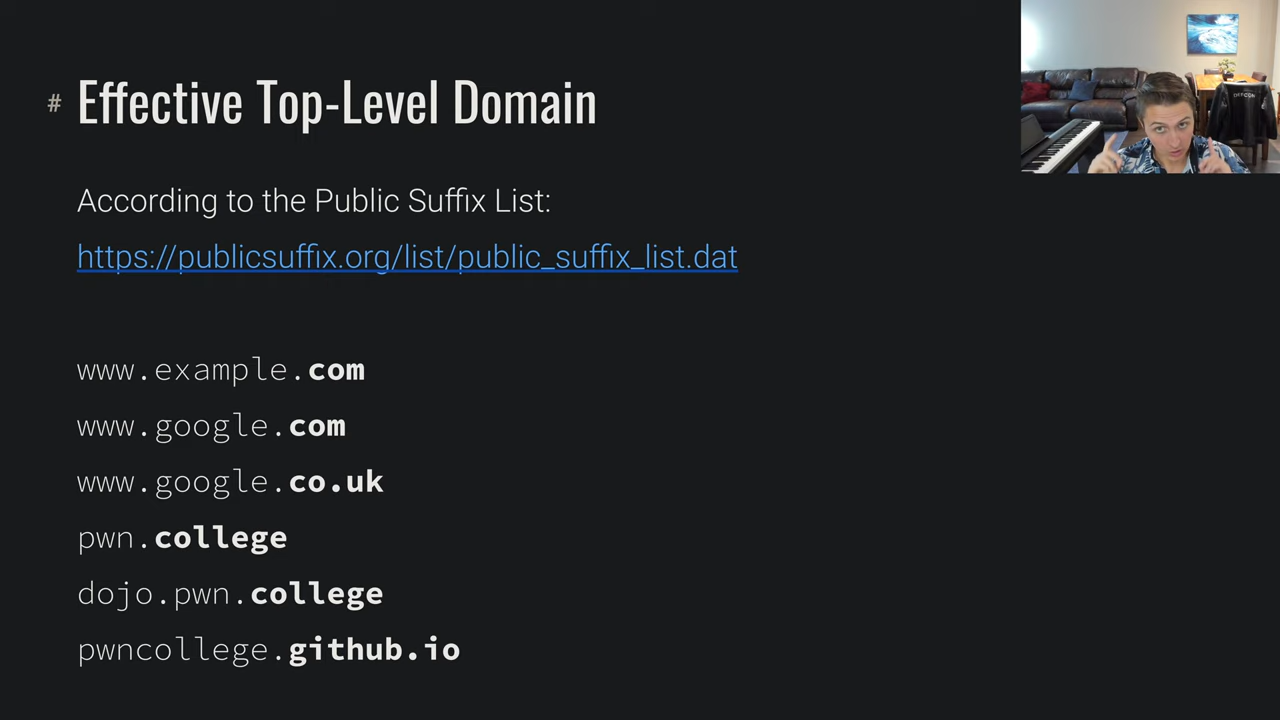 # Effective Top-Level Domain
According to the Public Suffix List:
https://publicsuffix.org/list/public_suffix_list.dat
www.example.com
www.google.com
www.google.co.uk
pwn.college
dojo.pwn.college
pwncollege.github.io
DEFCON